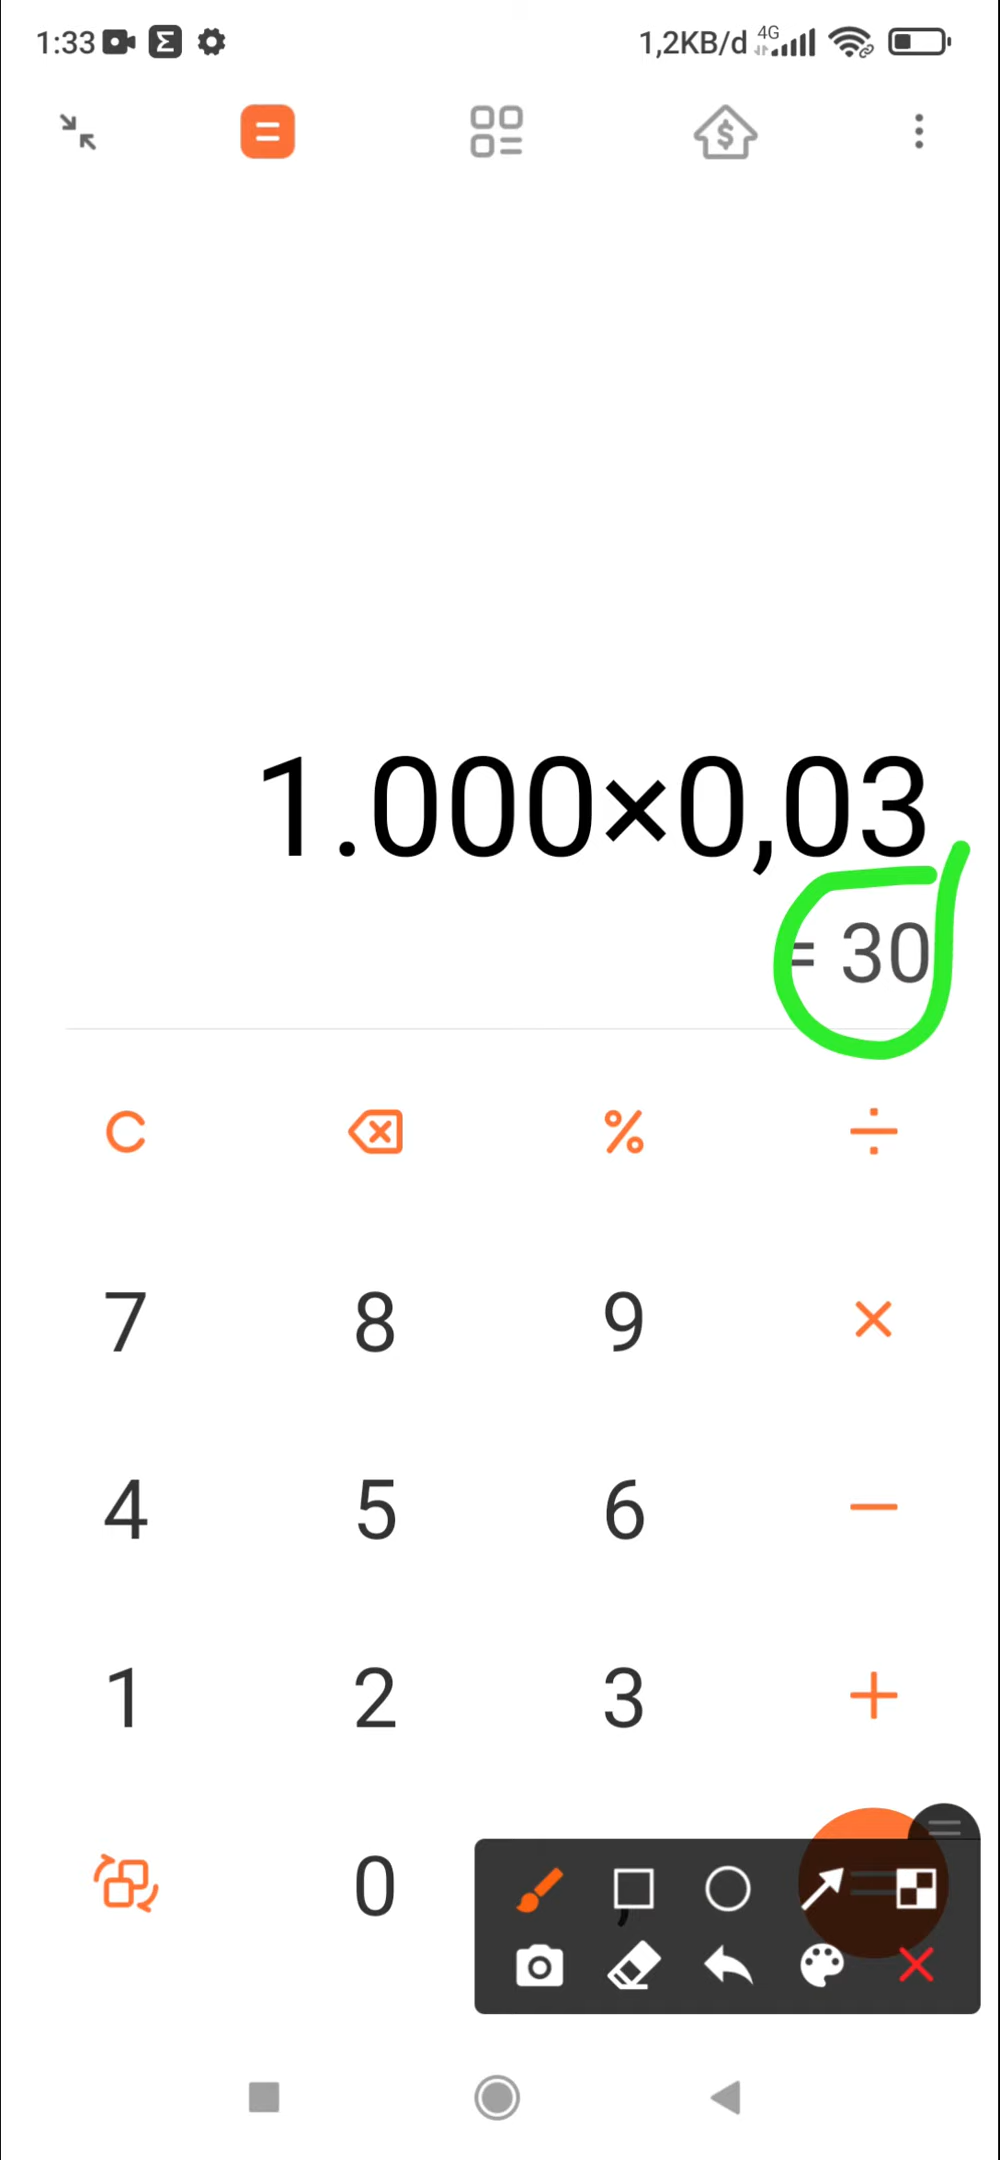 1:33 1,2KB/d 4G
1.000×0,03
= 30
C % ÷
7 8 9 ×
4 5 6 −
1 2 3 +
0 ,